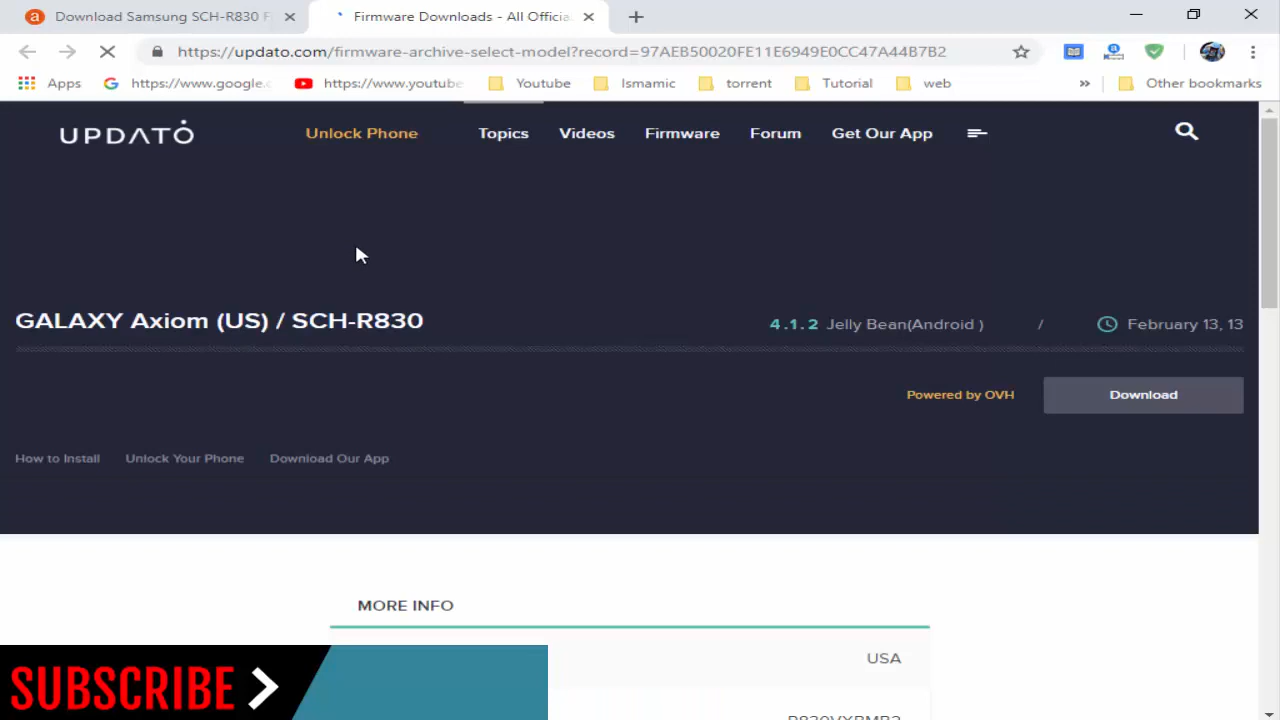 Download Samsung SCH-R830 F
Firmware Downloads - All Officia
https://updato.com/firmware-archive-select-model?record=97AEB50020FE11E6949E0CC47A44B7B2
Apps
https://www.google.c
https://www.youtube
Youtube
Ismamic
torrent
Tutorial
web
Other bookmarks
UPDATO
Unlock Phone
Topics
Videos
Firmware
Forum
Get Our App
GALAXY Axiom (US) / SCH-R830
4.1.2 Jelly Bean(Android )
/
February 13, 13
Powered by OVH
Download
How to Install
Unlock Your Phone
Download Our App
MORE INFO
USA
R830VXBMB2
SUBSCRIBE